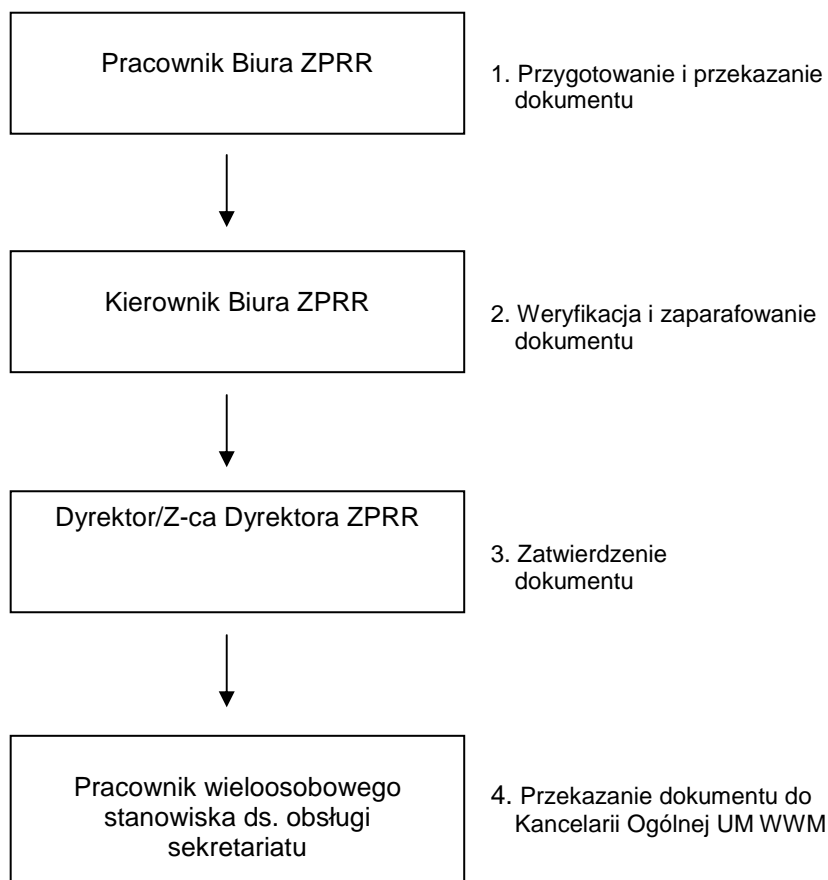 Pracownik Biura ZPRR
1. Przygotowanie i przekazanie
dokumentu
Kierownik Biura ZPRR
2. Weryfikacja i zaparafowanie
dokumentu
Dyrektor/Z-ca Dyrektora ZPRR
3. Zatwierdzenie
dokumentu
Pracownik wieloosobowego
stanowiska ds. obsługi
sekretariatu
4. Przekazanie dokumentu do
Kancelarii Ogólnej UM WWM